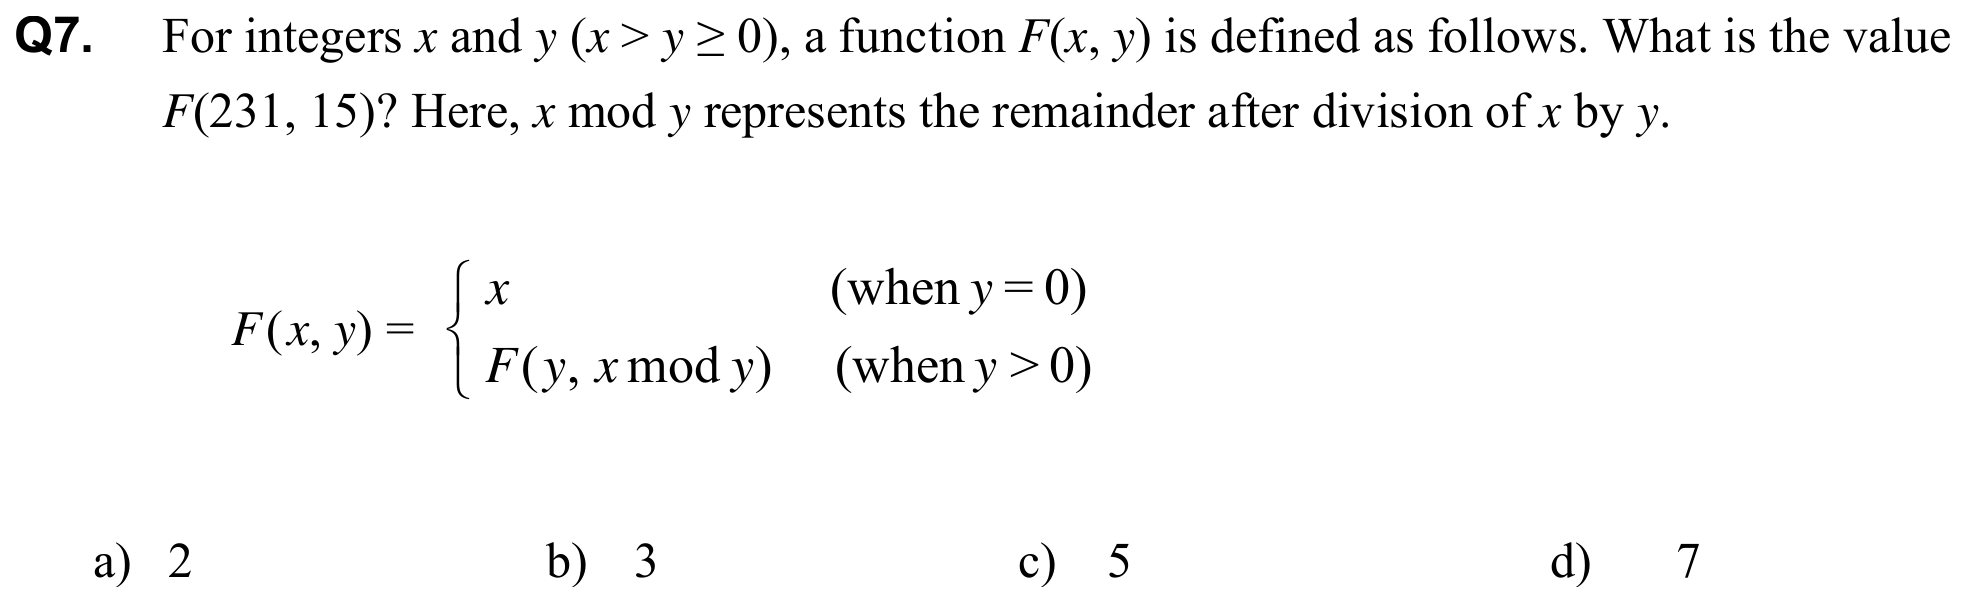 Q7. For integers x and y (x > y ≥ 0), a function F(x, y) is defined as follows. What is the value
F(231, 15)? Here, x mod y represents the remainder after division of x by y.
x (when y = 0)
F(x, y) = {
F(y, x mod y) (when y > 0)
a) 2 b) 3 c) 5 d) 7